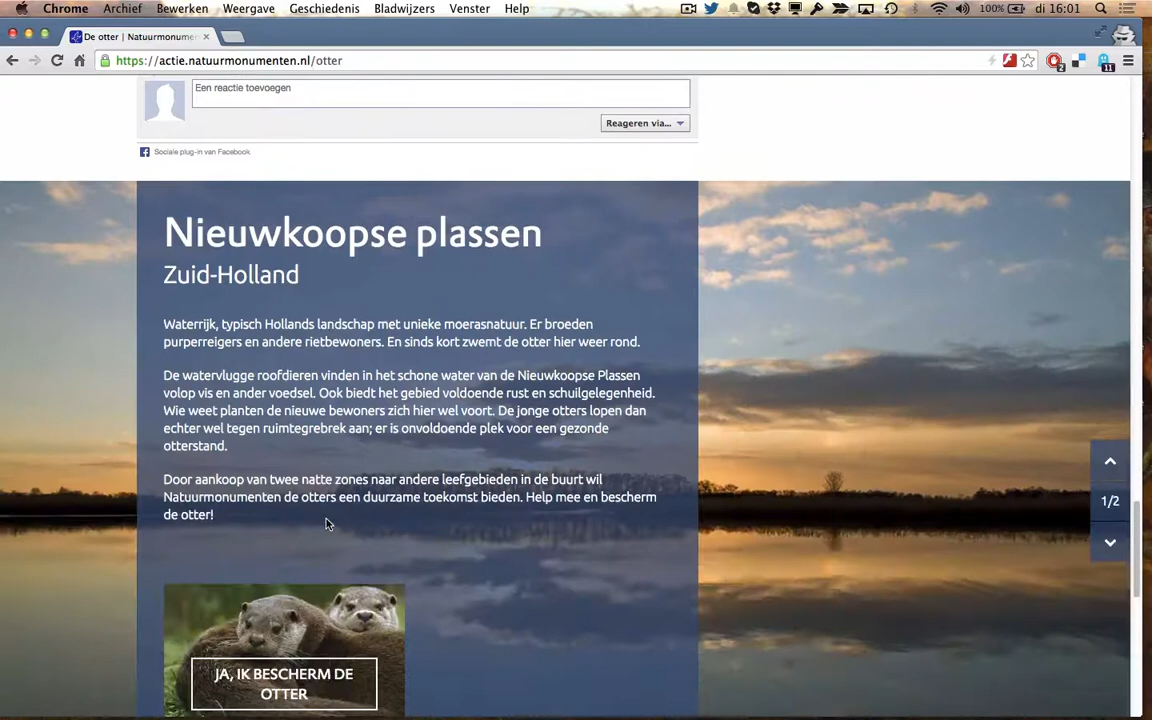 Chrome Archief Bewerken Weergave Geschiedenis Bladwijzers Venster Help 100% di 16:01
De otter | Natuurmonumen
https://actie.natuurmonumenten.nl/otter 2 11
Een reactie toevoegen
Reageren via...
Sociale plug-in van Facebook
Nieuwkoopse plassen
Zuid-Holland
Waterrijk, typisch Hollands landschap met unieke moerasnatuur. Er broeden
purperreigers en andere rietbewoners. En sinds kort zwemt de otter hier weer rond.
De watervlugge roofdieren vinden in het schone water van de Nieuwkoopse Plassen
volop vis en ander voedsel. Ook biedt het gebied voldoende rust en schuilgelegenheid.
Wie weet planten de nieuwe bewoners zich hier wel voort. De jonge otters lopen dan
echter wel tegen ruimtegrebrek aan; er is onvoldoende plek voor een gezonde
otterstand.
Door aankoop van twee natte zones naar andere leefgebieden in de buurt wil
Natuurmonumenten de otters een duurzame toekomst bieden. Help mee en bescherm
de otter!
1/2
JA, IK BESCHERM DE
OTTER